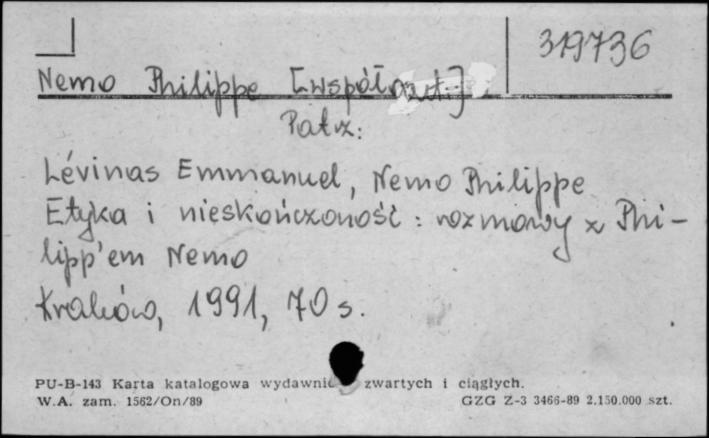 319736
Nemo Philippe [współaut.]
Patrz:
Lévinas Emmanuel, Nemo Philippe
Etyka i nieskończoność : rozmowy z Phi-
lipp'em Nemo
Kraków, 1991, 70 s.
PU-B-143 Karta katalogowa wydawnic zwartych i ciągłych.
W.A. zam. 1562/On/89 GZG Z-3 3466-89 2.150.000 szt.